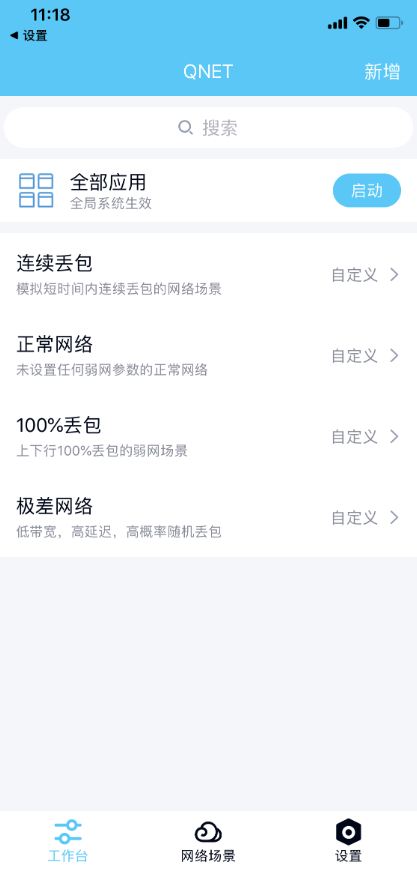 11:18
◀ 设置
QNET
新增
搜索
全部应用
全局系统生效
启动
连续丢包
模拟短时间内连续丢包的网络场景
自定义
正常网络
未设置任何弱网参数的正常网络
自定义
100%丢包
上下行100%丢包的弱网场景
自定义
极差网络
低带宽，高延迟，高概率随机丢包
自定义
工作台
网络场景
设置